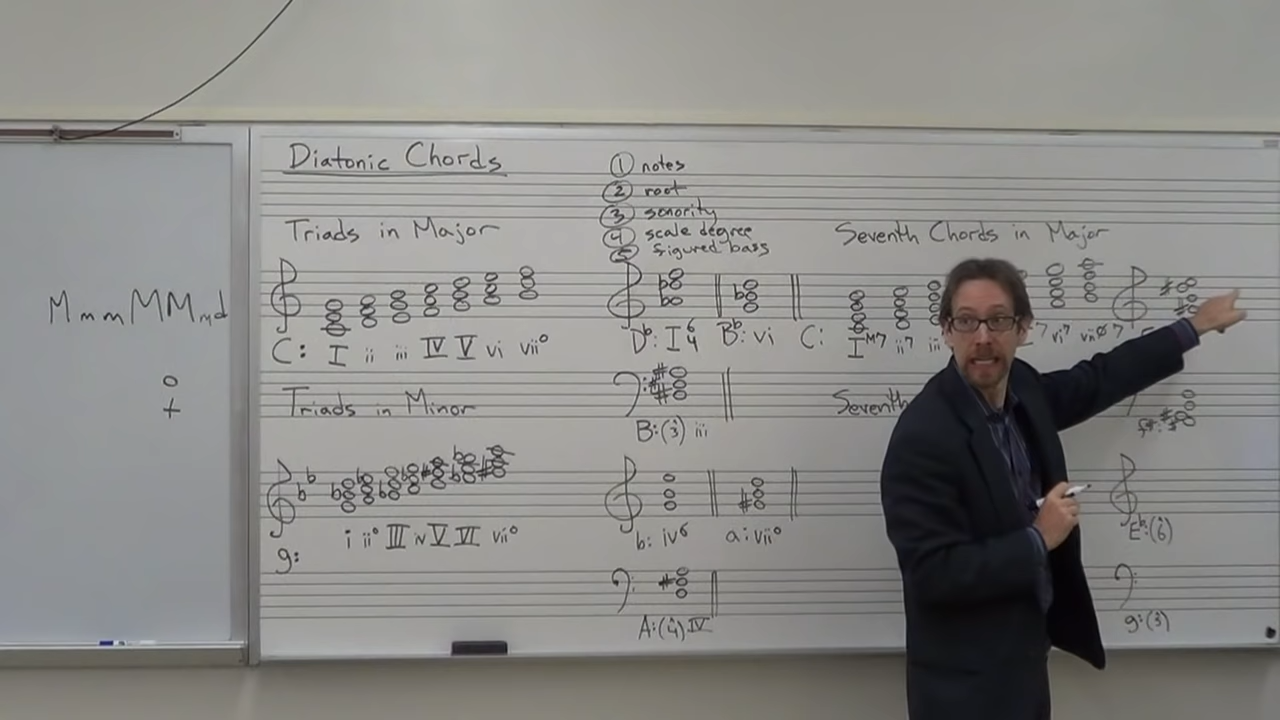 Diatonic Chords
① notes
② root
③ sonority
④ scale degree
⑤ figured bass
Triads in Major
Seventh Chords in Major
M m m M M m d
C: I ii iii IV V vi vii°
D♭: I6/4 B♭: vi
C: IM7 ii7 iii vi7 viiø7
o
+
Triads in Minor
B: (3̂) iii
Seventh
f#:
g: i ii° III iv V VI vii°
b: iv6 a: vii°
E♭: (6̂)
A: (4̂) IV
g: (3̂)